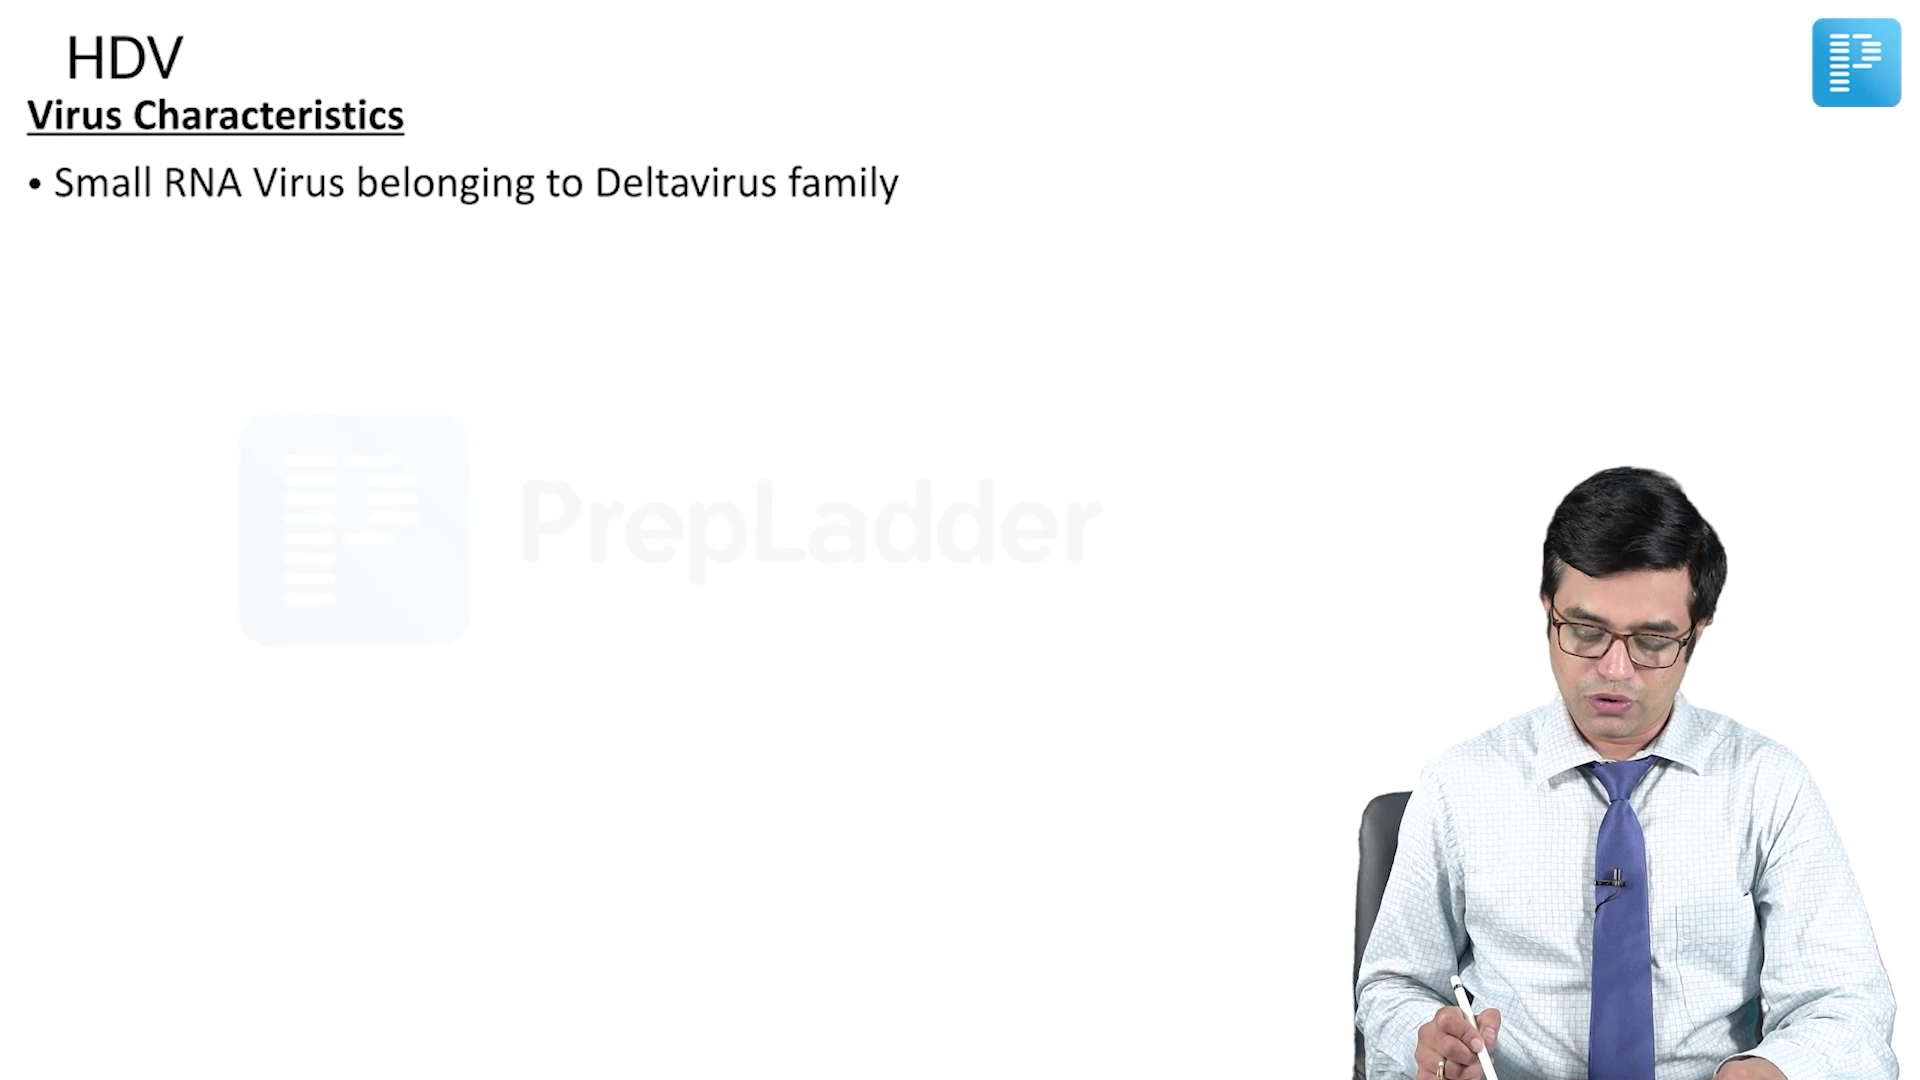 HDV
Virus Characteristics
• Small RNA Virus belonging to Deltavirus family
PrepLadder